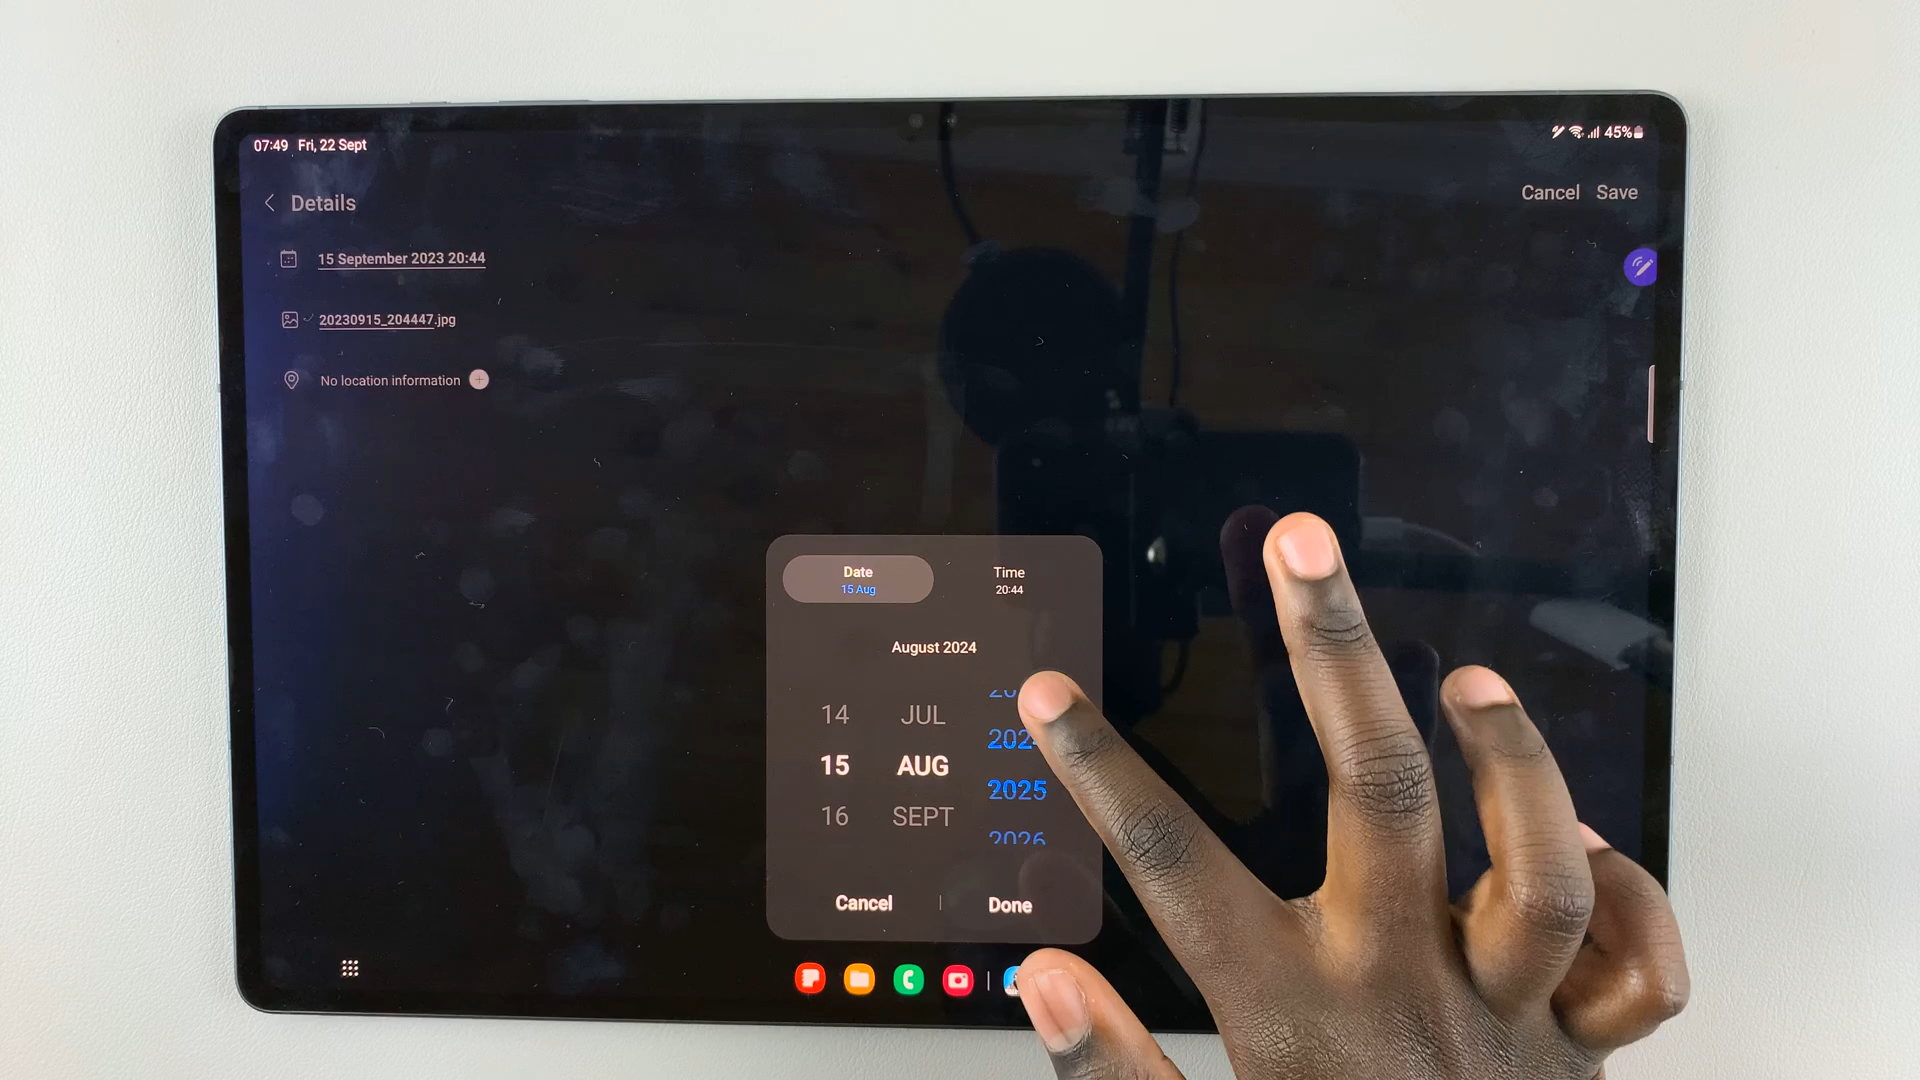 07:49 Fri, 22 Sept
45%
Details
Cancel Save
15 September 2023 20:44
20230915_204447.jpg
No location information
Date
15 Aug
Time
20:44
August 2024
14 JUL
15 AUG 2025
16 SEPT 2026
Cancel | Done